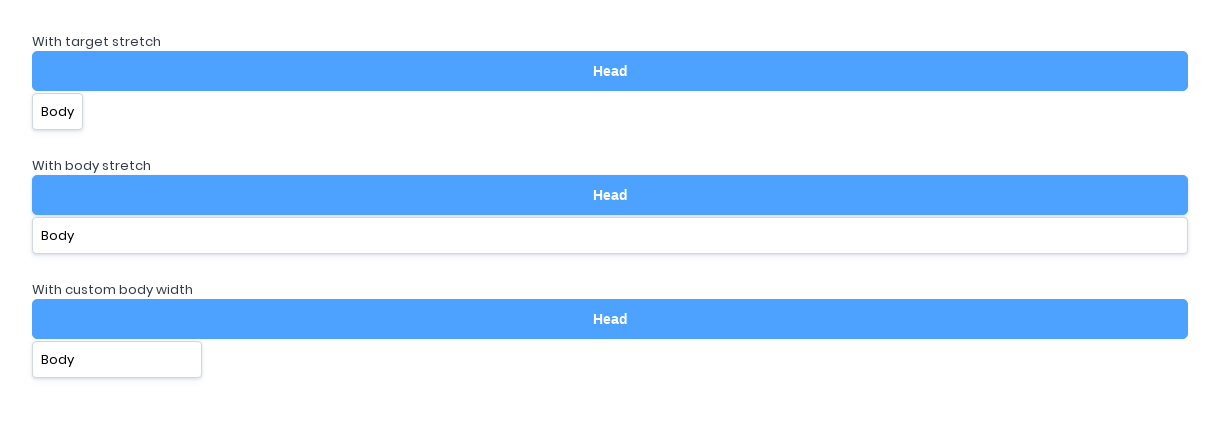 With target stretch
Head
Body
With body stretch
Head
Body
With custom body width
Head
Body